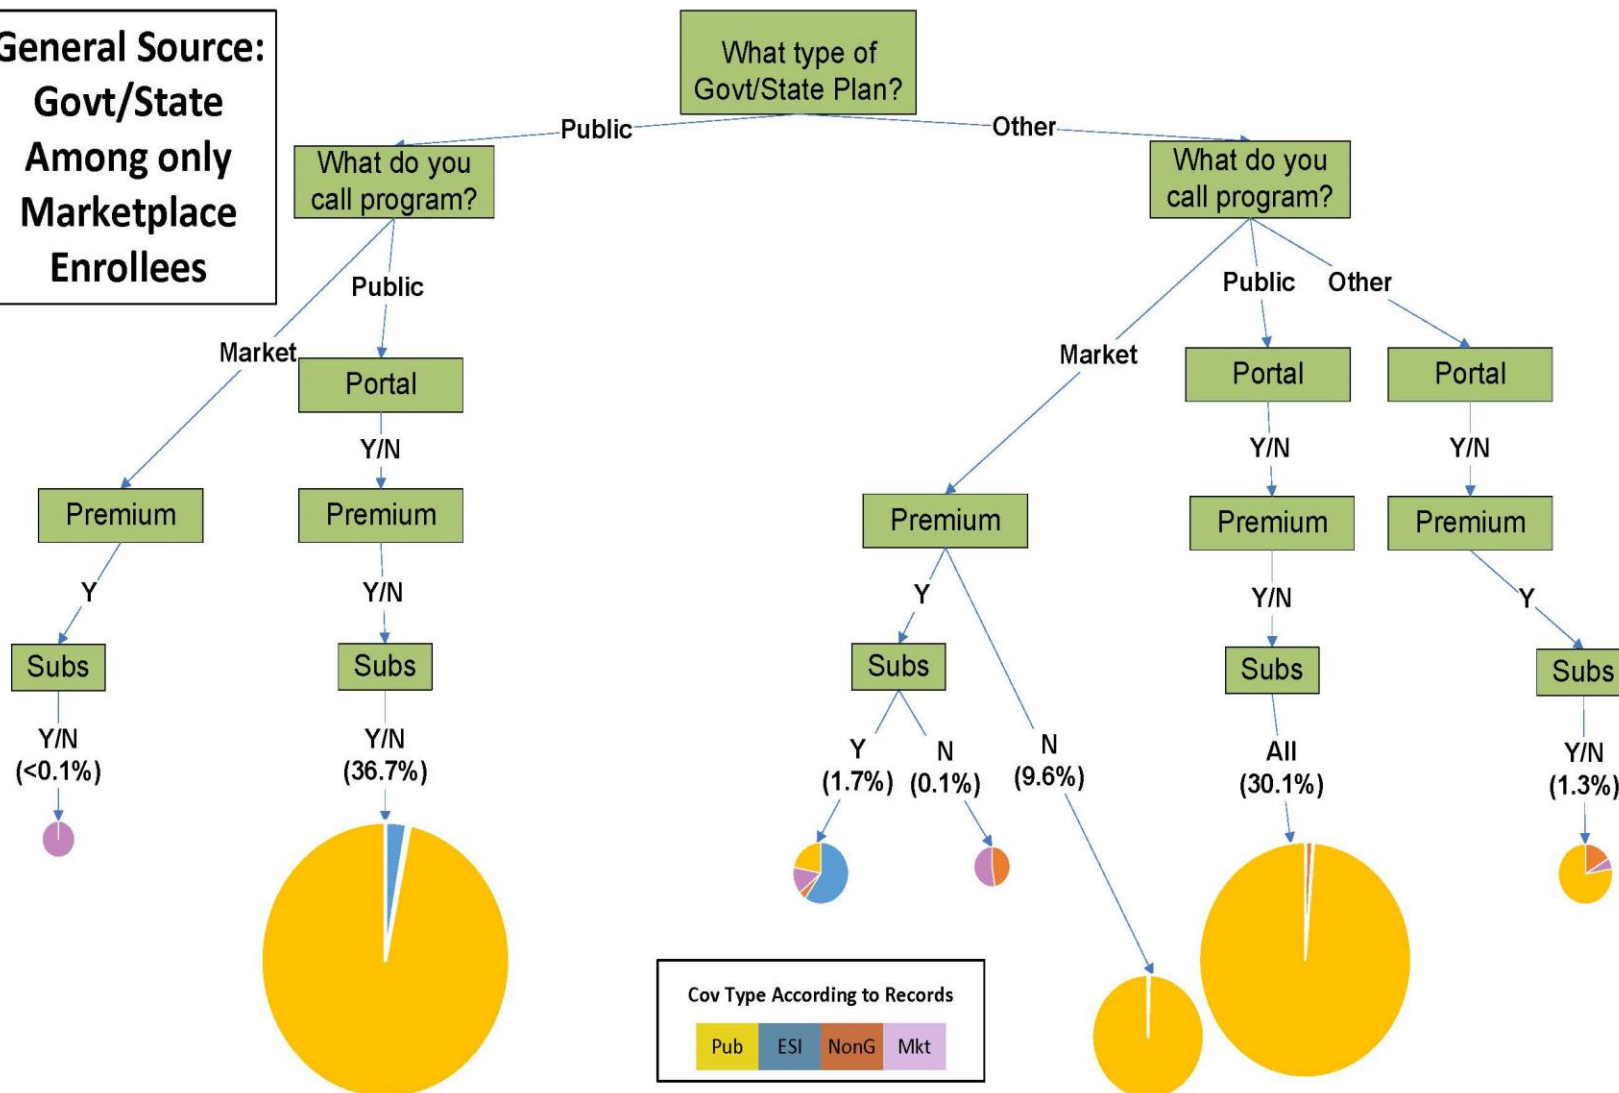 General Source:
Govt/State
Among only
Marketplace
Enrollees
What type of
Govt/State Plan?
Public
Other
What do you
call program?
What do you
call program?
Market
Public
Market
Public
Other
Portal
Portal
Portal
Y/N
Y/N
Y/N
Premium
Premium
Premium
Premium
Premium
Y
Y/N
Y
Y/N
Y
Subs
Subs
Subs
Subs
Subs
Y/N
(<0.1%)
Y/N
(36.7%)
Y
(1.7%)
N
(0.1%)
N
(9.6%)
All
(30.1%)
Y/N
(1.3%)
Cov Type According to Records
Pub ESI NonG Mkt